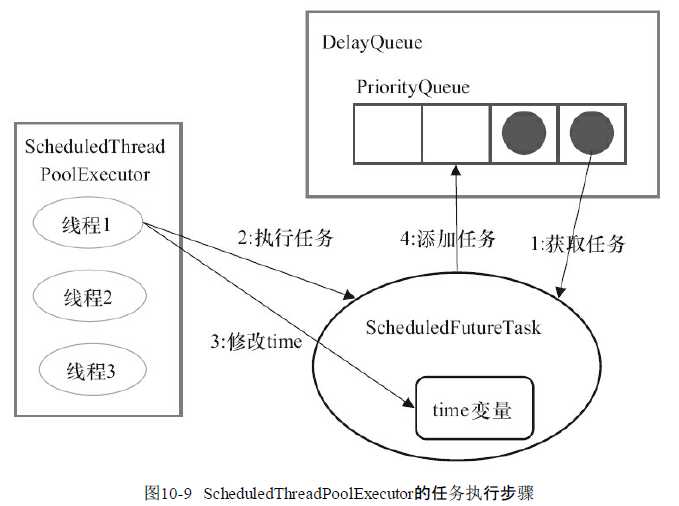 DelayQueue
PriorityQueue
ScheduledThread
PoolExecutor
线程1
线程2
线程3
2:执行任务
4:添加任务
1:获取任务
3:修改time
ScheduledFutureTask
time变量
图10-9 ScheduledThreadPoolExecutor的任务执行步骤